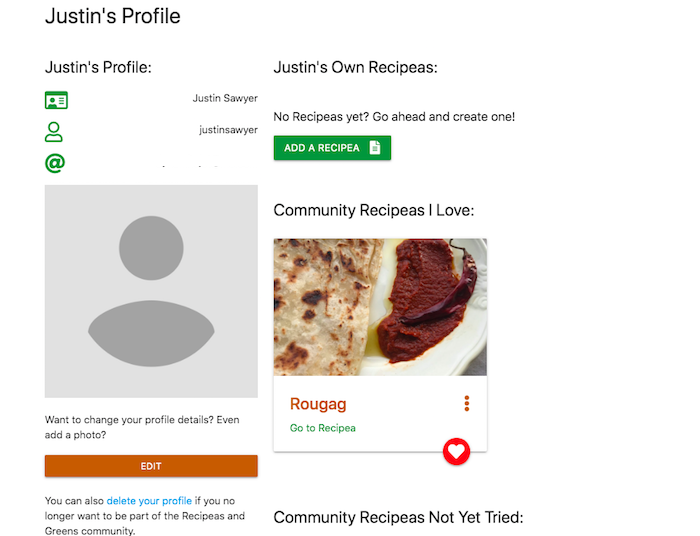 Justin's Profile
Justin's Profile:
Justin Sawyer
justinsawyer
Want to change your profile details? Even
add a photo?
EDIT
You can also delete your profile if you no
longer want to be part of the Recipeas and
Greens community.
Justin's Own Recipeas:
No Recipeas yet? Go ahead and create one!
ADD A RECIPEA
Community Recipeas I Love:
Rougag
Go to Recipea
Community Recipeas Not Yet Tried: